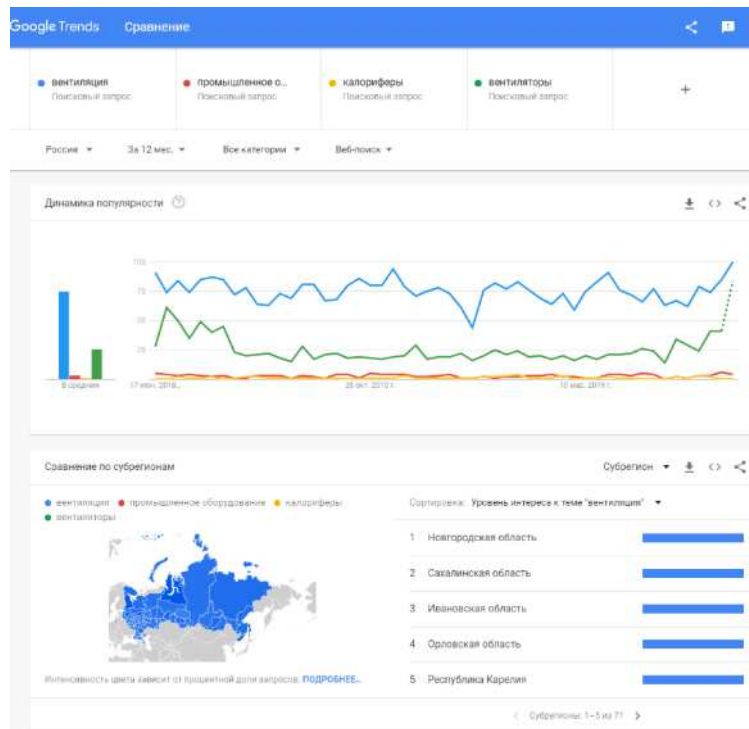 Google Trends Сравнение
вентиляция
Поисковый запрос
промышленное о...
Поисковый запрос
калориферы
Поисковый запрос
вентиляторы
Поисковый запрос
+
Россия За 12 мес. Все категории Веб-поиск
Динамика популярности
100
75
50
25
В среднем
17 июн. 2018...
28 окт. 2018 г.
10 мар. 2019 г.
Сравнение по субрегионам
Субрегион
вентиляция промышленное оборудование калориферы
вентиляторы
Сортировка: Уровень интереса к теме "вентиляция"
1 Новгородская область
2 Сахалинская область
3 Ивановская область
4 Орловская область
5 Республика Карелия
Интенсивность цвета зависит от процентной доли запросов. ПОДРОБНЕЕ...
Субрегионы: 1–5 из 71